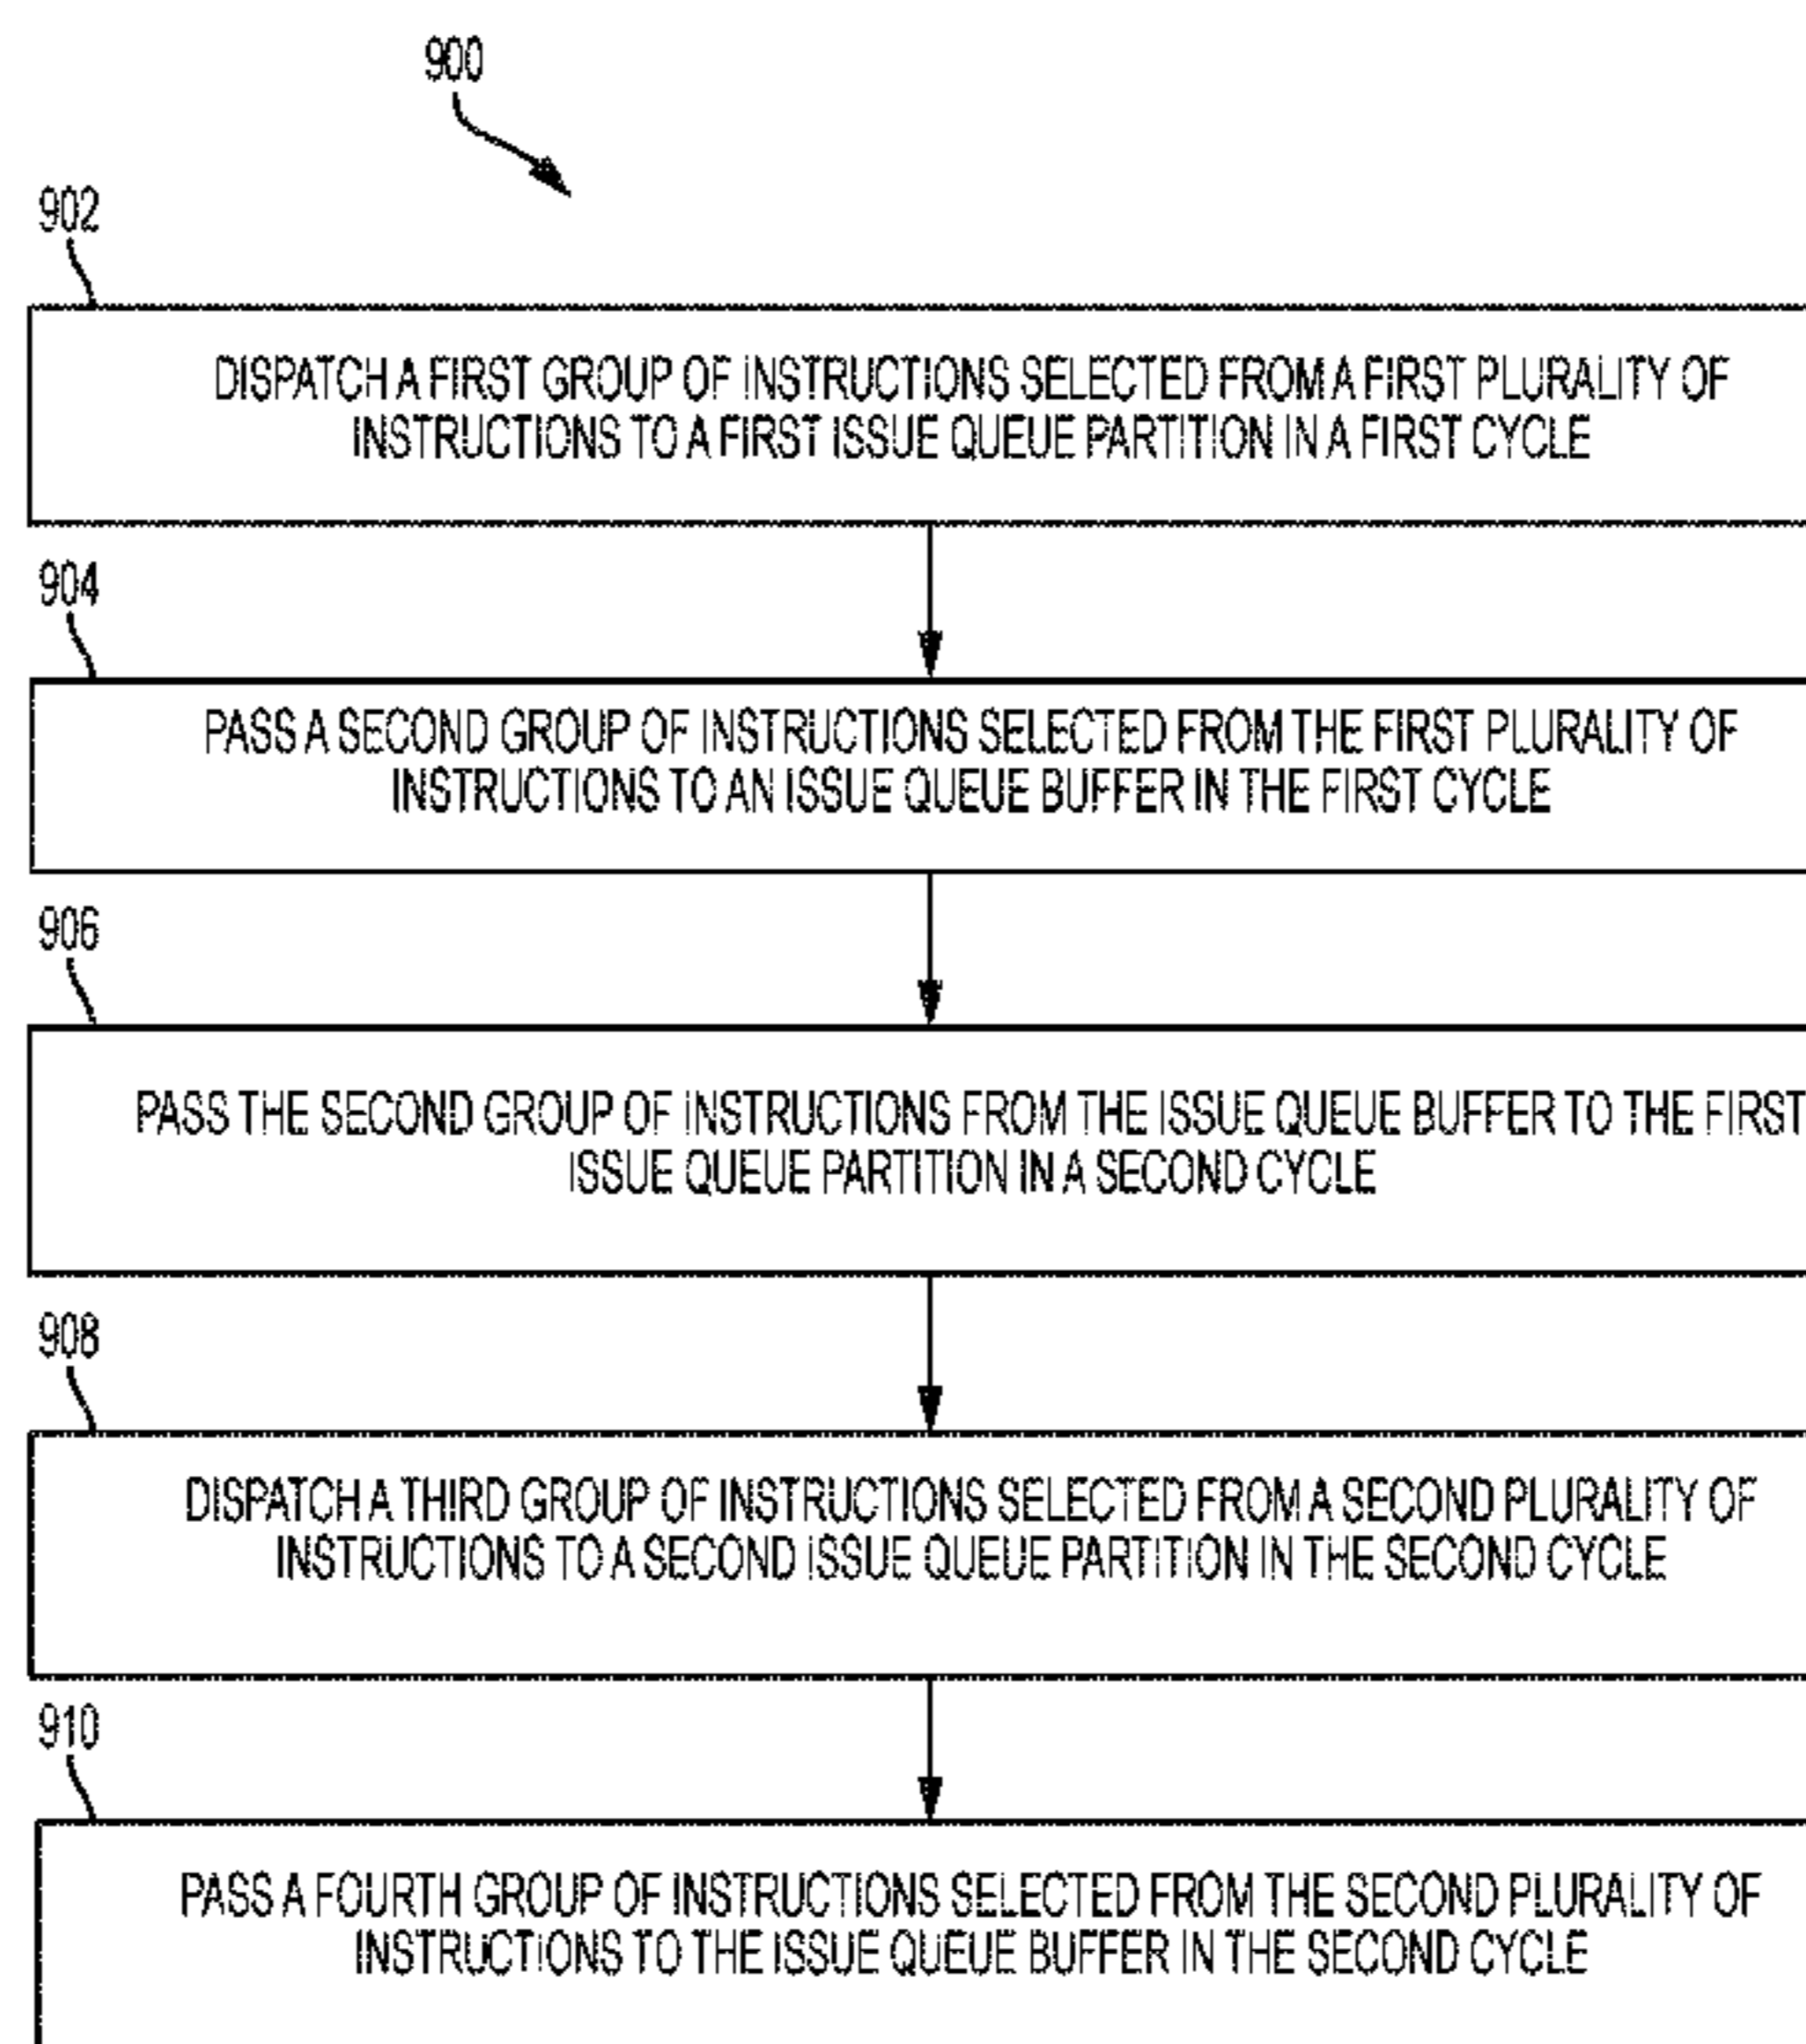 900
902
DISPATCH A FIRST GROUP OF INSTRUCTIONS SELECTED FROM A FIRST PLURALITY OF
INSTRUCTIONS TO A FIRST ISSUE QUEUE PARTITION IN A FIRST CYCLE
904
PASS A SECOND GROUP OF INSTRUCTIONS SELECTED FROM THE FIRST PLURALITY OF
INSTRUCTIONS TO AN ISSUE QUEUE BUFFER IN THE FIRST CYCLE
906
PASS THE SECOND GROUP OF INSTRUCTIONS FROM THE ISSUE QUEUE BUFFER TO THE FIRST
ISSUE QUEUE PARTITION IN A SECOND CYCLE
908
DISPATCH A THIRD GROUP OF INSTRUCTIONS SELECTED FROM A SECOND PLURALITY OF
INSTRUCTIONS TO A SECOND ISSUE QUEUE PARTITION IN THE SECOND CYCLE
910
PASS A FOURTH GROUP OF INSTRUCTIONS SELECTED FROM THE SECOND PLURALITY OF
INSTRUCTIONS TO THE ISSUE QUEUE BUFFER IN THE SECOND CYCLE